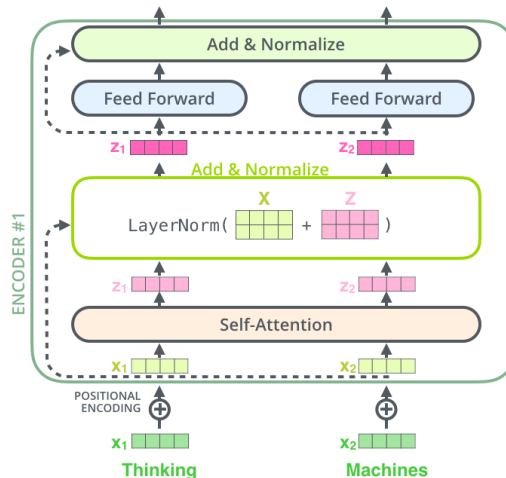 Add & Normalize
Feed Forward Feed Forward
z1 z2
Add & Normalize
X Z
LayerNorm( + )
z1 z2
Self-Attention
x1 x2
ENCODER #1
POSITIONAL
ENCODING
x1 x2
Thinking Machines